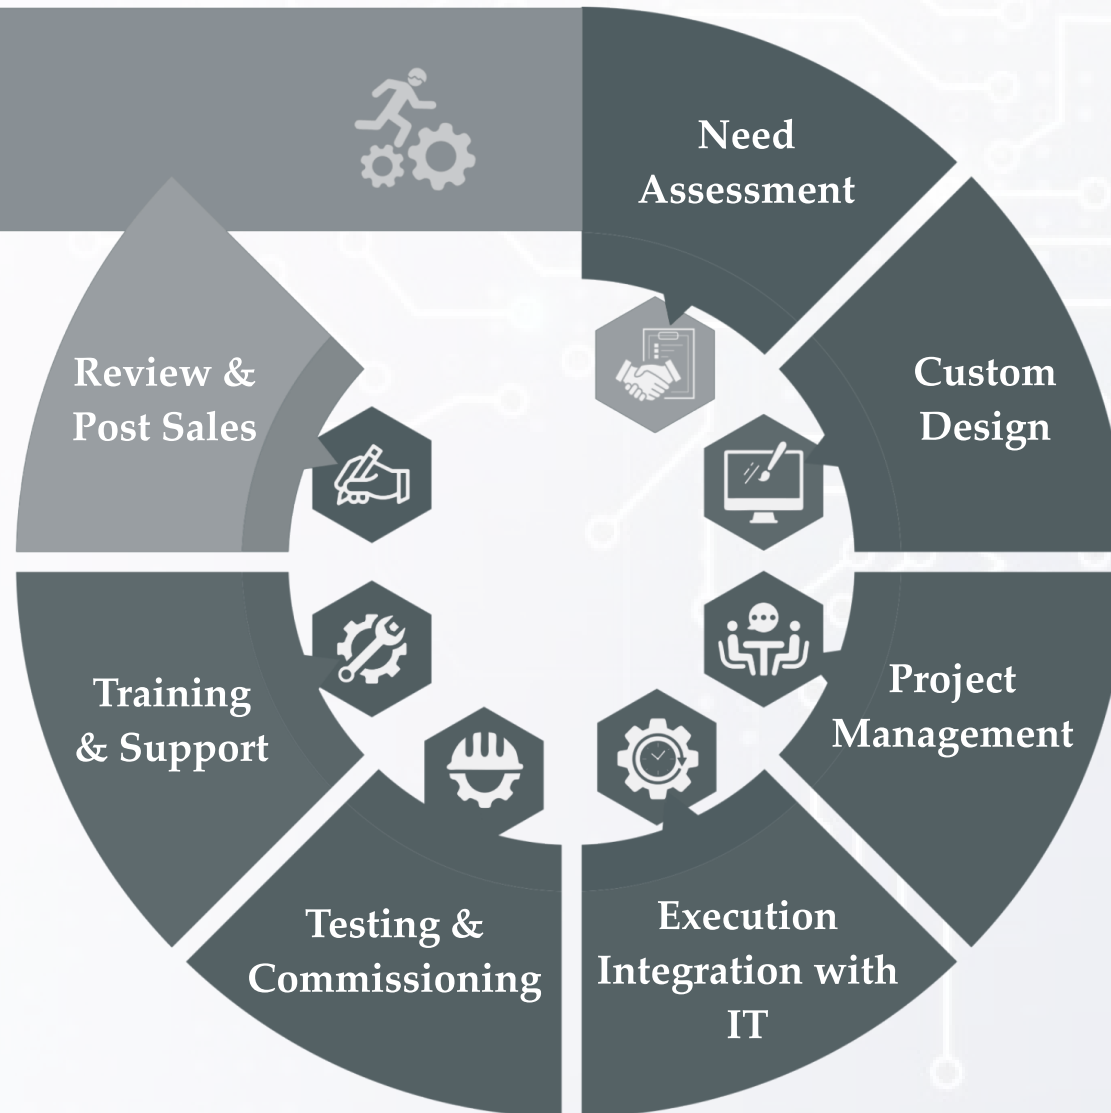 Need
Assessment
Custom
Design
Project
Management
Execution
Integration with
IT
Testing &
Commissioning
Training
& Support
Review &
Post Sales